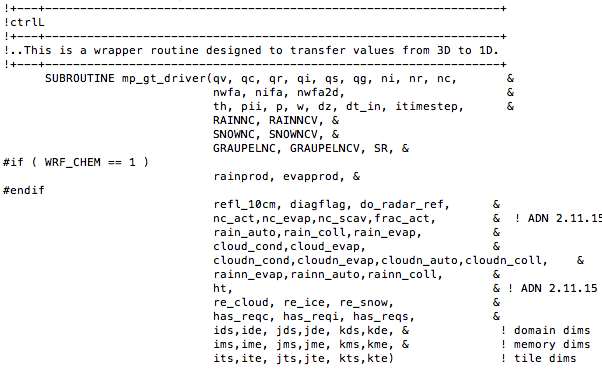 !+---+-----------------------------------------------------------------+
!ctrlL
!+---+-----------------------------------------------------------------+
!..This is a wrapper routine designed to transfer values from 3D to 1D.
!+---+-----------------------------------------------------------------+
      SUBROUTINE mp_gt_driver(qv, qc, qr, qi, qs, qg, ni, nr, nc,       &
                              nwfa, nifa, nwfa2d,                     &
                              th, pii, p, w, dz, dt_in, itimestep,      &
                              RAINNC, RAINNCV, &
                              SNOWNC, SNOWNCV, &
                              GRAUPELNC, GRAUPELNCV, SR, &
#if ( WRF_CHEM == 1 )
                              rainprod, evapprod, &
#endif
                              refl_10cm, diagflag, do_radar_ref,      &
                              nc_act,nc_evap,nc_scav,frac_act,        &  ! ADN 2.11.15
                              rain_auto,rain_coll,rain_evap,          &
                              cloud_cond,cloud_evap,                  &
                              cloudn_cond,cloudn_evap,cloudn_auto,cloudn_coll,    &
                              rainn_evap,rainn_auto,rainn_coll,       &
                              ht,                                     & ! ADN 2.11.15
                              re_cloud, re_ice, re_snow,              &
                              has_reqc, has_reqi, has_reqs,           &
                              ids,ide, jds,jde, kds,kde, &             ! domain dims
                              ims,ime, jms,jme, kms,kme, &             ! memory dims
                              its,ite, jts,jte, kts,kte)               ! tile dims